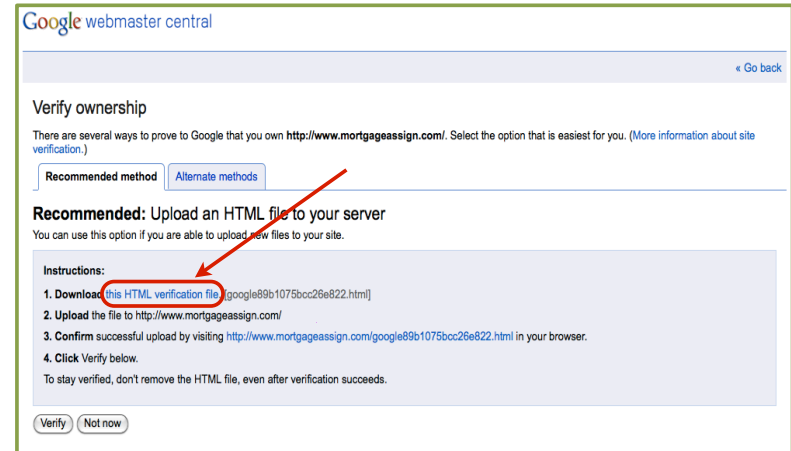 Google webmaster central
« Go back
Verify ownership
There are several ways to prove to Google that you own http://www.mortgageassign.com/. Select the option that is easiest for you. (More information about site
verification.)
Recommended method Alternate methods
Recommended: Upload an HTML file to your server
You can use this option if you are able to upload new files to your site.
Instructions:
1. Download this HTML verification file. [google89b1075bcc26e822.html]
2. Upload the file to http://www.mortgageassign.com/
3. Confirm successful upload by visiting http://www.mortgageassign.com/google89b1075bcc26e822.html in your browser.
4. Click Verify below.
To stay verified, don't remove the HTML file, even after verification succeeds.
Verify Not now